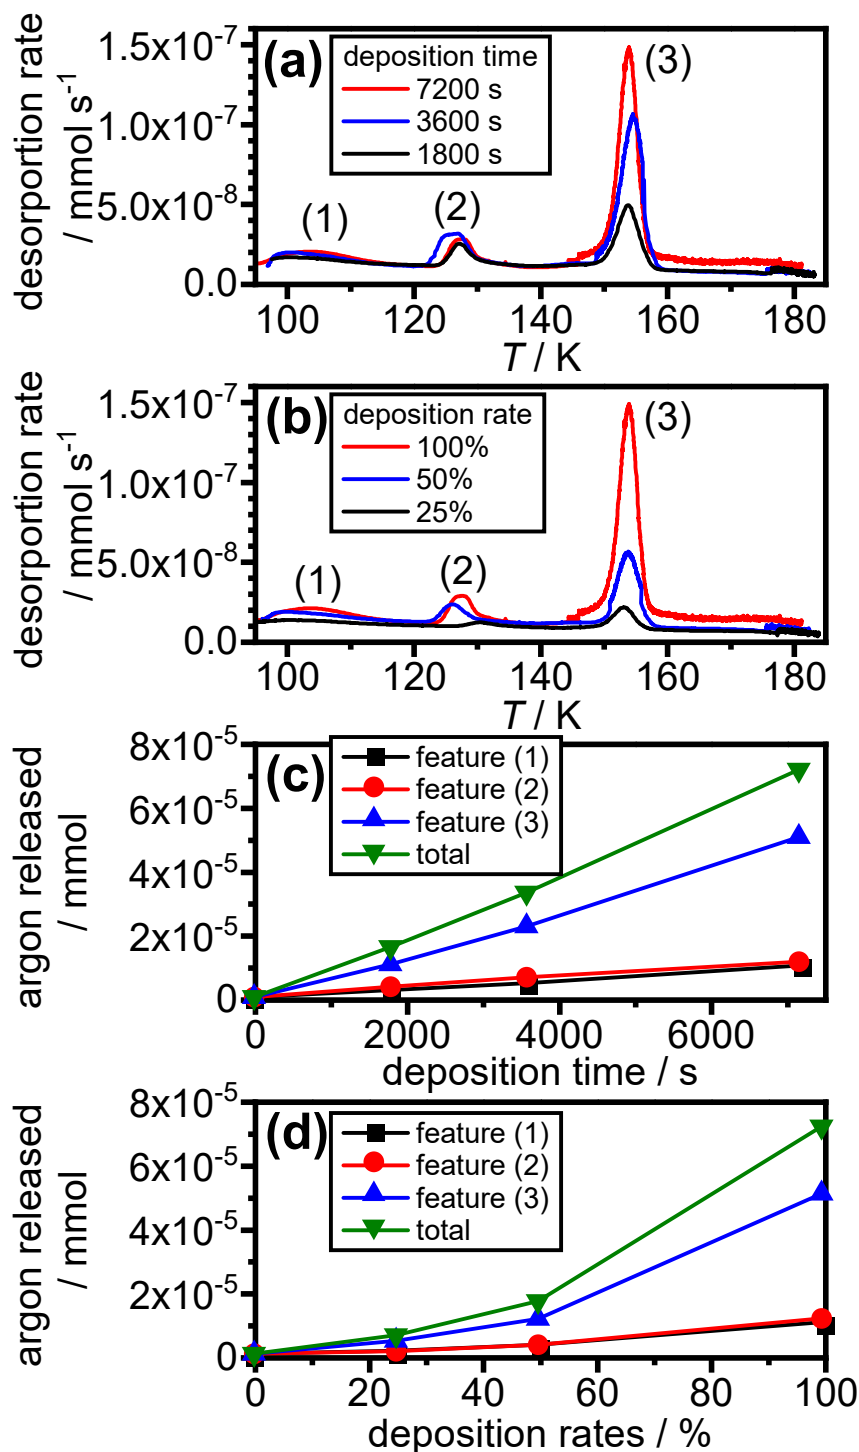 desorportion rate
/ mmol s⁻¹
1.5x10⁻⁷
1.0x10⁻⁷
5.0x10⁻⁸
0.0
(a)
deposition time
7200 s
3600 s
1800 s
(1)
(2)
(3)
100 120 140 160 180
T / K
desorportion rate
/ mmol s⁻¹
1.5x10⁻⁷
1.0x10⁻⁷
5.0x10⁻⁸
0.0
(b)
deposition rate
100%
50%
25%
(1)
(2)
(3)
100 120 140 160 180
T / K
argon released
/ mmol
8x10⁻⁵
6x10⁻⁵
4x10⁻⁵
2x10⁻⁵
0
(c)
feature (1)
feature (2)
feature (3)
total
0 2000 4000 6000
deposition time / s
argon released
/ mmol
8x10⁻⁵
6x10⁻⁵
4x10⁻⁵
2x10⁻⁵
0
(d)
feature (1)
feature (2)
feature (3)
total
0 20 40 60 80 100
deposition rates / %